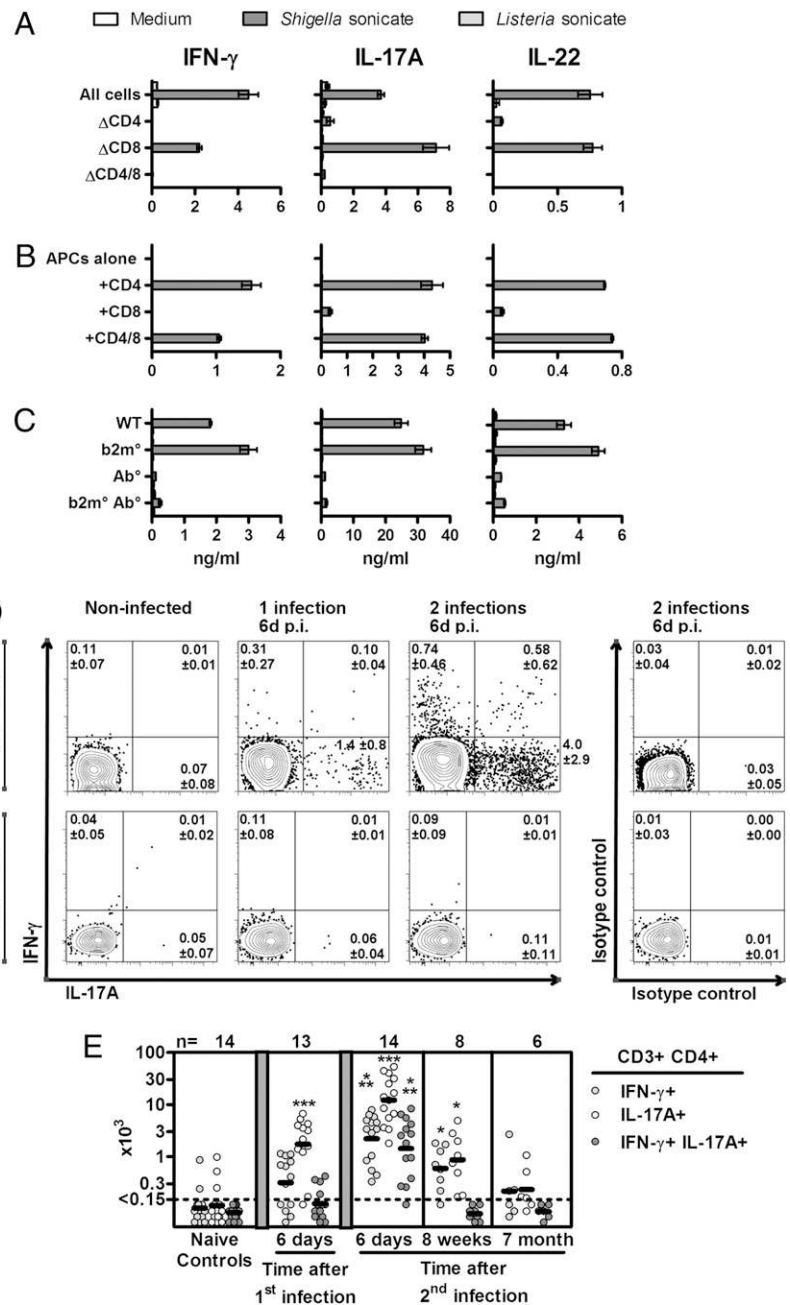 A
Medium Shigella sonicate Listeria sonicate
IFN-γ IL-17A IL-22
All cells
ΔCD4
ΔCD8
ΔCD4/8
0 2 4 6 0 2 4 6 8 0 0.5 1
B
APCs alone
+CD4
+CD8
+CD4/8
0 1 2 0 1 2 3 4 5 0 0.8
C
WT
b2m°
Ab°
b2m° Ab°
0 1 2 3 4 0 10 20 30 40 0 2 4 6
ng/ml ng/ml ng/ml
Non-infected 1 infection 2 infections 2 infections
6d p.i. 6d p.i. 6d p.i.
0.11 0.01 0.31 0.10 0.74 0.58 0.03 0.01
±0.07 ±0.01 ±0.27 ±0.04 ±0.46 ±0.62 ±0.04 ±0.02
1.4 ±0.8 4.0
±2.9
0.07 0.03
±0.08 ±0.05
0.04 0.01 0.11 0.01 0.09 0.01 0.01 0.00
±0.05 ±0.02 ±0.08 ±0.01 ±0.09 ±0.01 ±0.03 ±0.00
0.05 0.06 0.11 0.01
±0.07 ±0.04 ±0.11 ±0.01
IFN-γ
IL-17A
Isotype control
Isotype control
E
n= 14 13 14 8 6
x10³
100
30
10
3
1
0.3
<0.15
*** * ** *** * ** * *
CD3+ CD4+
IFN-γ+
IL-17A+
IFN-γ+ IL-17A+
Naive 6 days 6 days 8 weeks 7 month
Controls
Time after Time after
1st infection 2nd infection